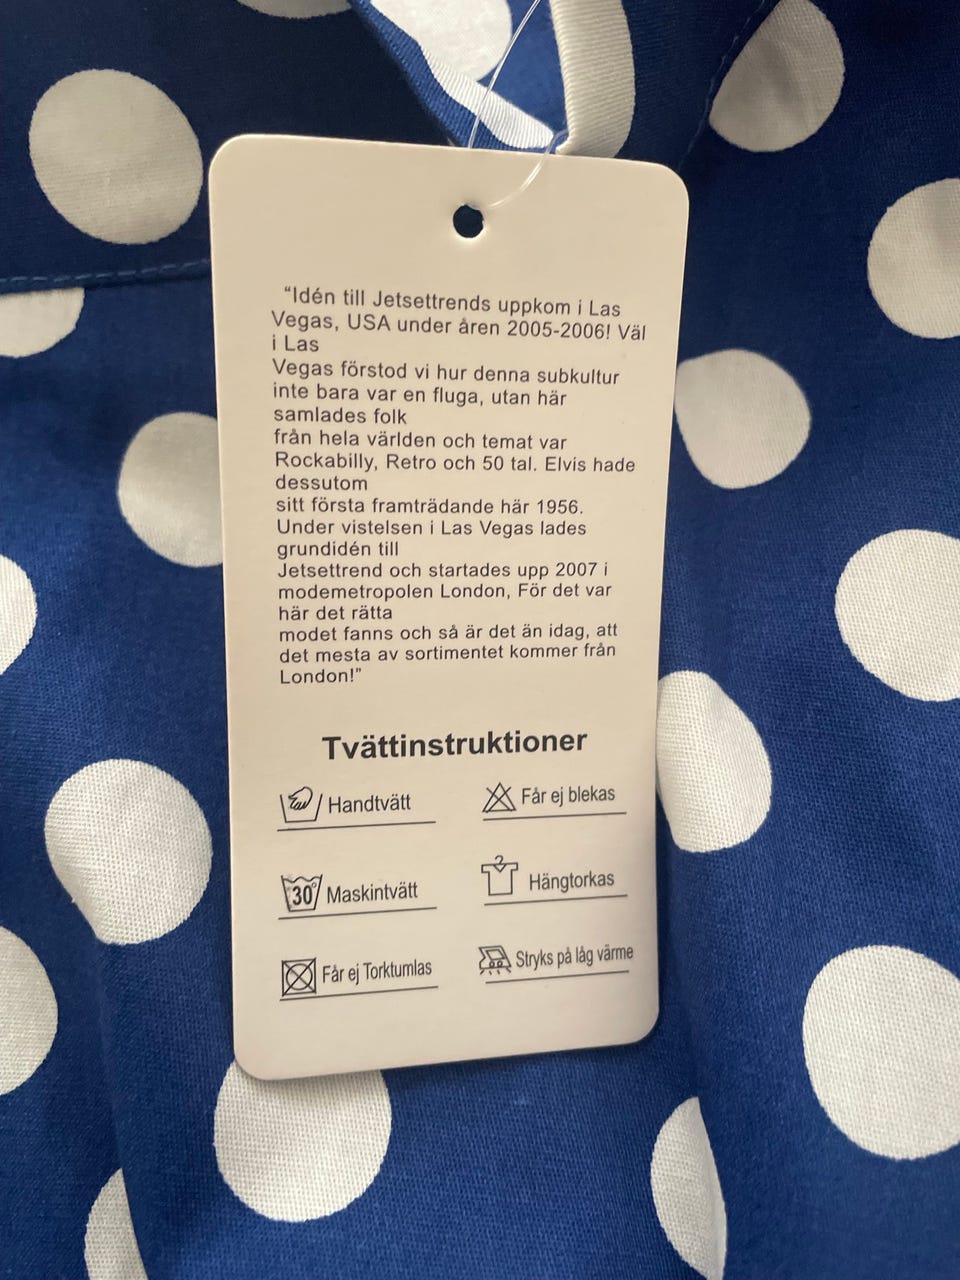 “Idén till Jetsettrends uppkom i Las
Vegas, USA under åren 2005-2006! Väl
i Las
Vegas förstod vi hur denna subkultur
inte bara var en fluga, utan här
samlades folk
från hela världen och temat var
Rockabilly, Retro och 50 tal. Elvis hade
dessutom
sitt första framträdande här 1956.
Under vistelsen i Las Vegas lades
grundidén till
Jetsettrend och startades upp 2007 i
modemetropolen London, För det var
här det rätta
modet fanns och så är det än idag, att
det mesta av sortimentet kommer från
London!”
Tvättinstruktioner
Handtvätt
Får ej blekas
30° Maskintvätt
Hängtorkas
Får ej Torktumlas
Stryks på låg värme